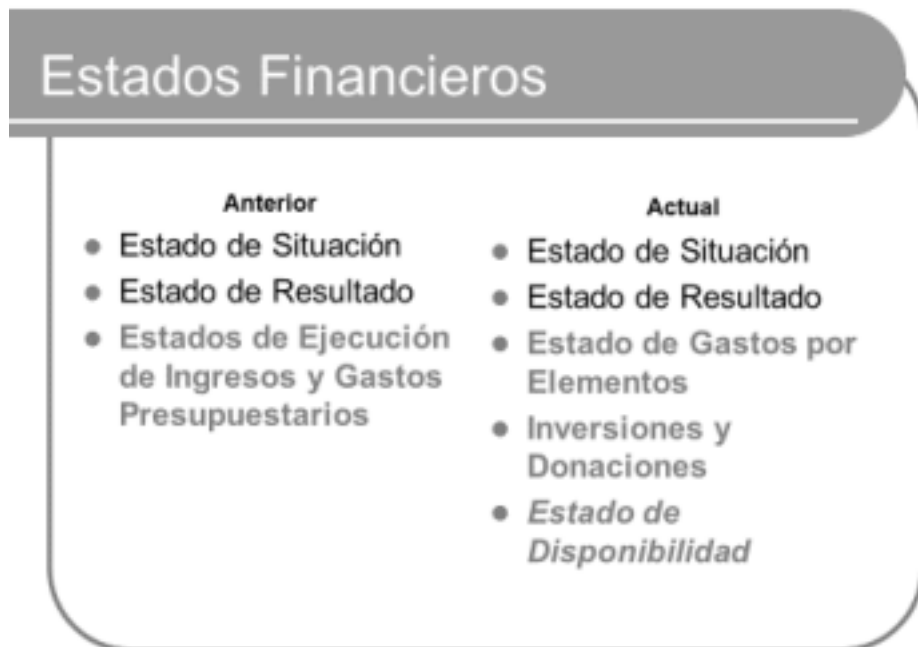 Estados Financieros
Anterior
Estado de Situación
Estado de Resultado
Estados de Ejecución
de Ingresos y Gastos
Presupuestarios
Actual
Estado de Situación
Estado de Resultado
Estado de Gastos por
Elementos
Inversiones y
Donaciones
Estado de
Disponibilidad